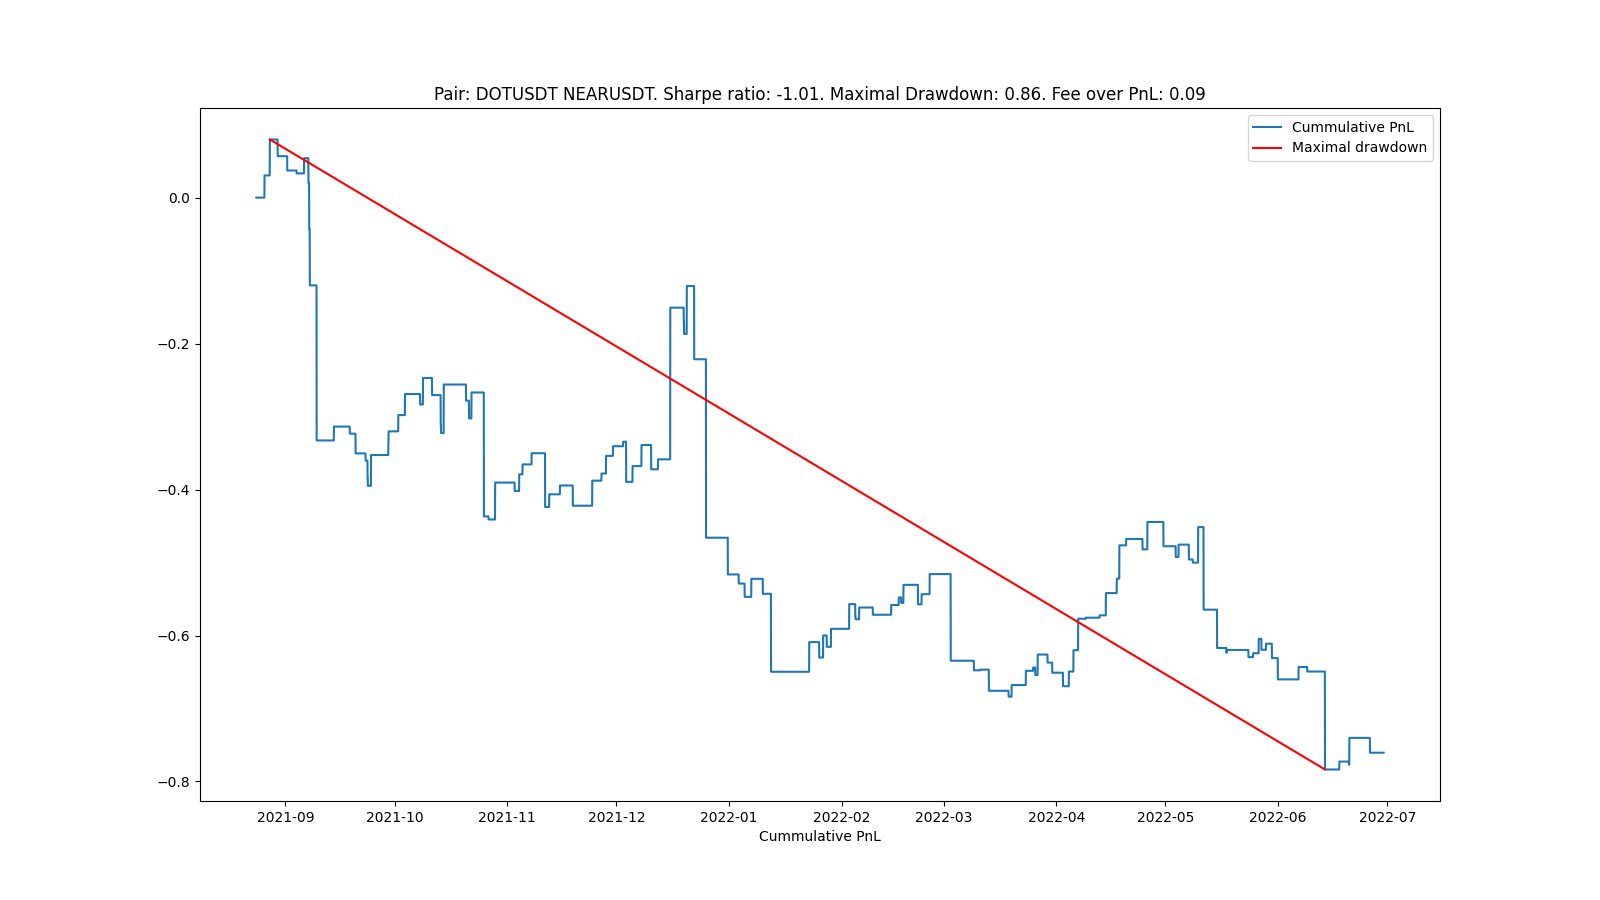 Pair: DOTUSDT NEARUSDT. Sharpe ratio: -1.01. Maximal Drawdown: 0.86. Fee over PnL: 0.09
Cummulative PnL
Maximal drawdown
0.0
−0.2
−0.4
−0.6
−0.8
2021-09 2021-10 2021-11 2021-12 2022-01 2022-02 2022-03 2022-04 2022-05 2022-06 2022-07
Cummulative PnL